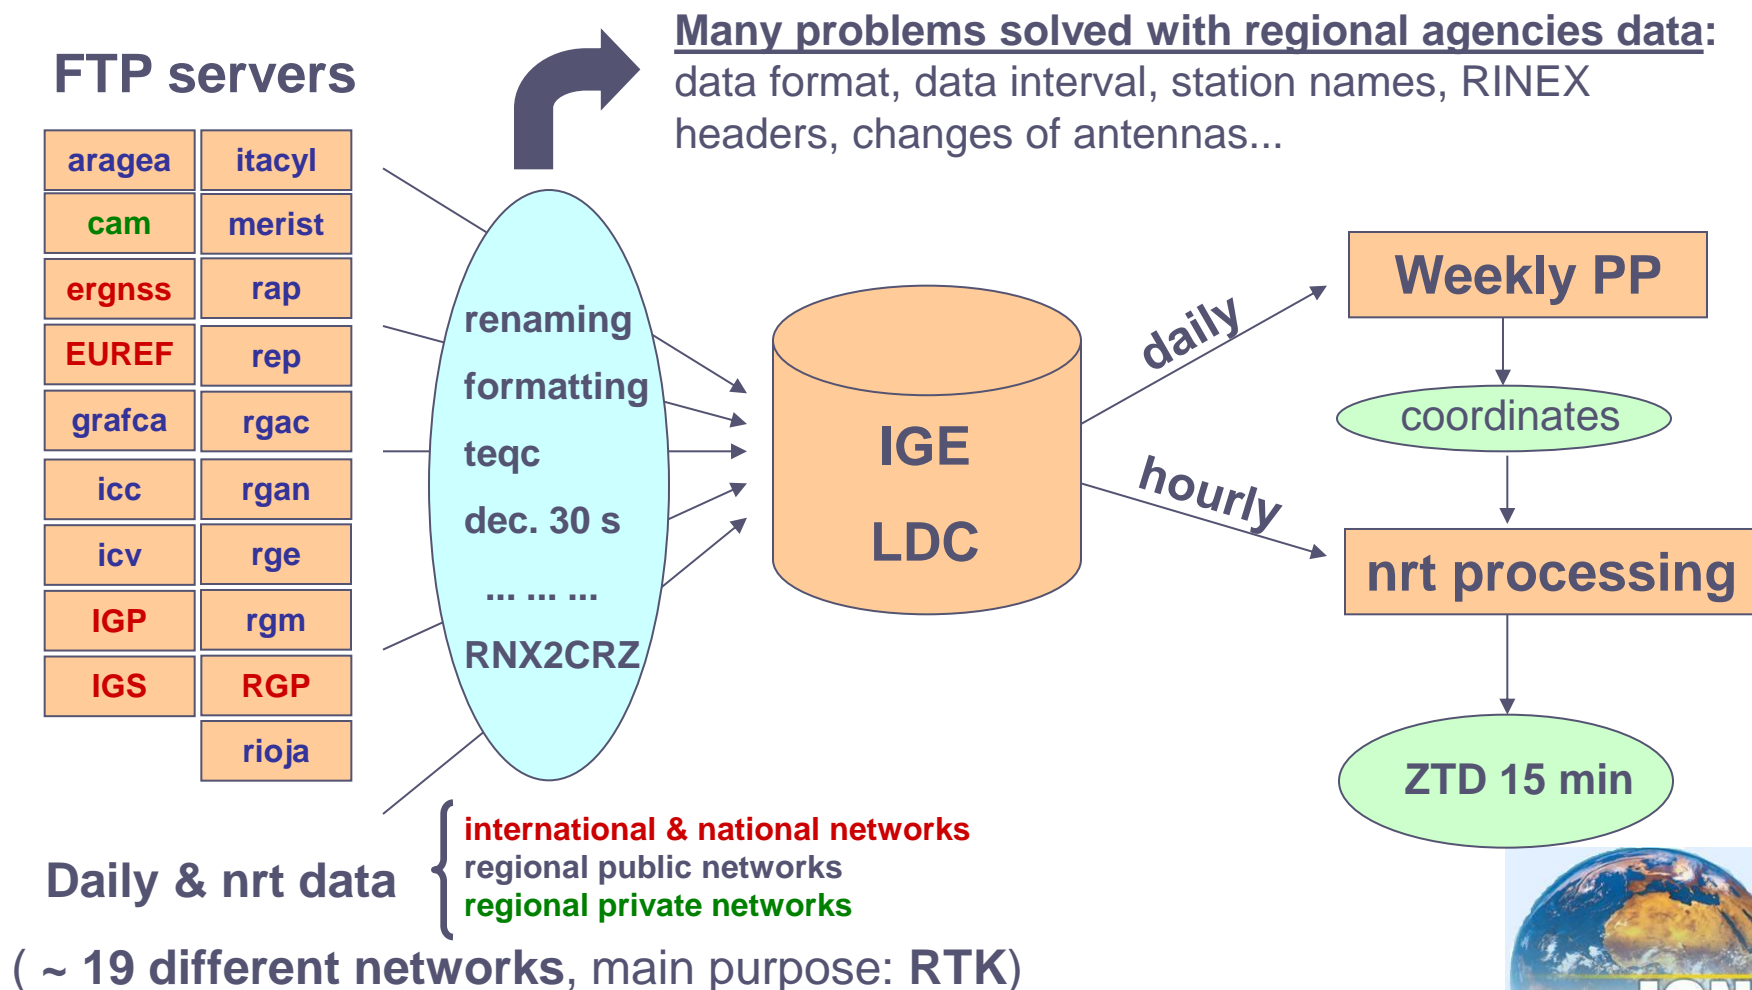 Many problems solved with regional agencies data:
data format, data interval, station names, RINEX
headers, changes of antennas...
FTP servers
aragea itacyl
cam merist
ergnss rap
EUREF rep
grafca rgac
icc rgan
icv rge
IGP rgm
IGS RGP
rioja
renaming
formatting
teqc
dec. 30 s
... ... ...
RNX2CRZ
IGE
LDC
daily
hourly
Weekly PP
coordinates
nrt processing
ZTD 15 min
Daily & nrt data
international & national networks
regional public networks
regional private networks
( ~ 19 different networks, main purpose: RTK)